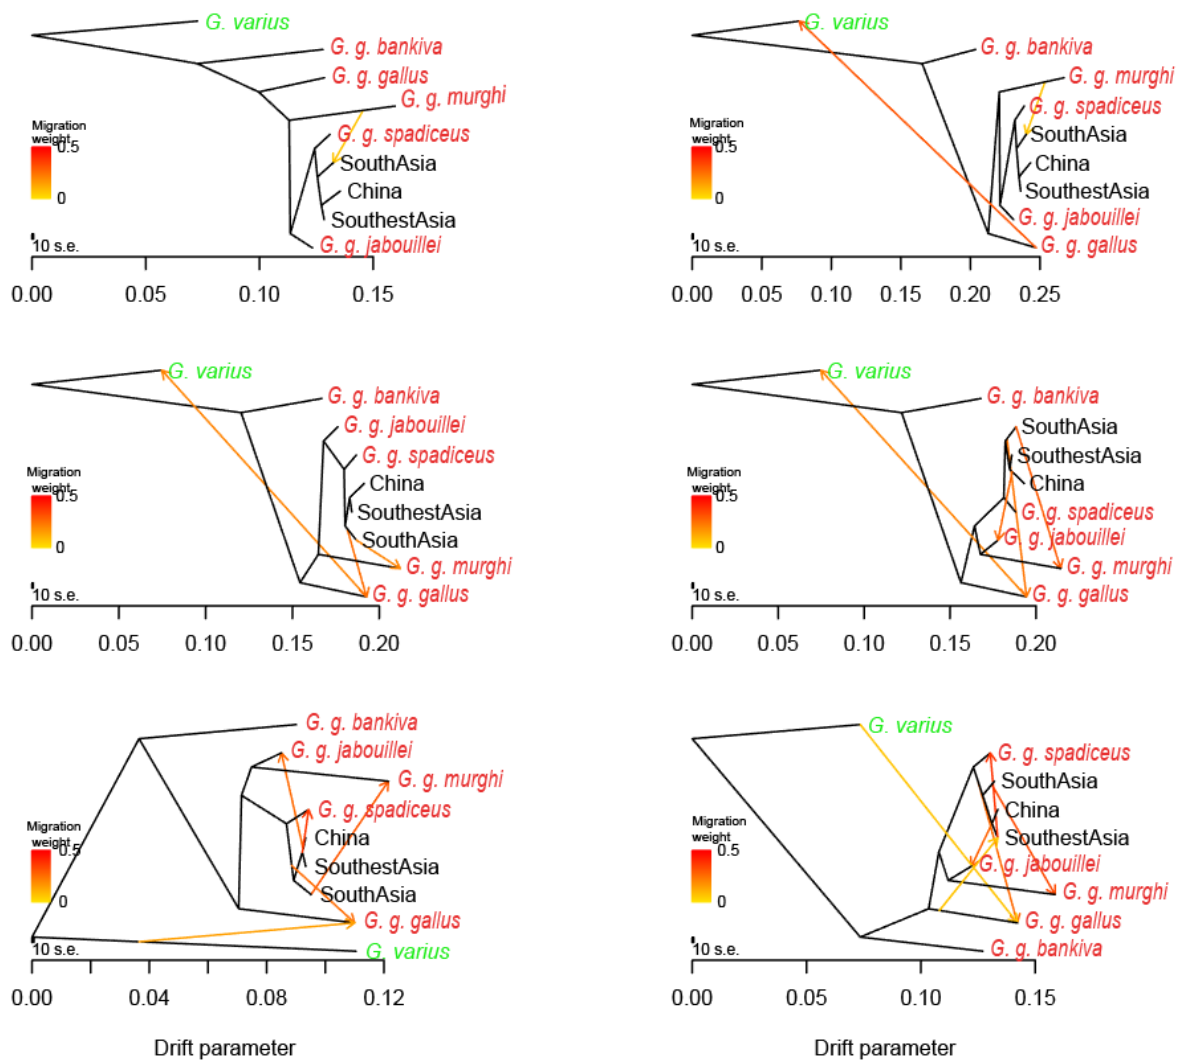 G. varius
G. g. bankiva
G. g. gallus
G. g. murghi
Migration
weight
0.5
G. g. spadiceus
SouthAsia
China
0
SouthestAsia
10 s.e.
G. g. jabouillei
0.00 0.05 0.10 0.15
G. varius
G. g. bankiva
G. g. murghi
G. g. spadiceus
Migration
weight
0.5
SouthAsia
China
0
SouthestAsia
G. g. jabouillei
10 s.e.
G. g. gallus
0.00 0.05 0.10 0.15 0.20 0.25
G. varius
G. g. bankiva
G. g. jabouillei
G. g. spadiceus
Migration
weight
0.5
China
SouthestAsia
SouthAsia
0
G. g. murghi
10 s.e.
G. g. gallus
0.00 0.05 0.10 0.15 0.20
G. varius
G. g. bankiva
SouthAsia
SouthestAsia
Migration
weight
0.5
China
G. g. spadiceus
G. g. jabouillei
0
G. g. murghi
10 s.e.
G. g. gallus
0.00 0.05 0.10 0.15 0.20
G. g. bankiva
G. g. jabouillei
G. g. murghi
G. g. spadiceus
Migration
weight
0.5
China
SouthestAsia
SouthAsia
0
G. g. gallus
10 s.e.
G. varius
0.00 0.04 0.08 0.12
Drift parameter
G. varius
G. g. spadiceus
SouthAsia
China
Migration
weight
0.5
SouthestAsia
G. g. jabouillei
G. g. murghi
0
G. g. gallus
10 s.e.
G. g. bankiva
0.00 0.05 0.10 0.15
Drift parameter